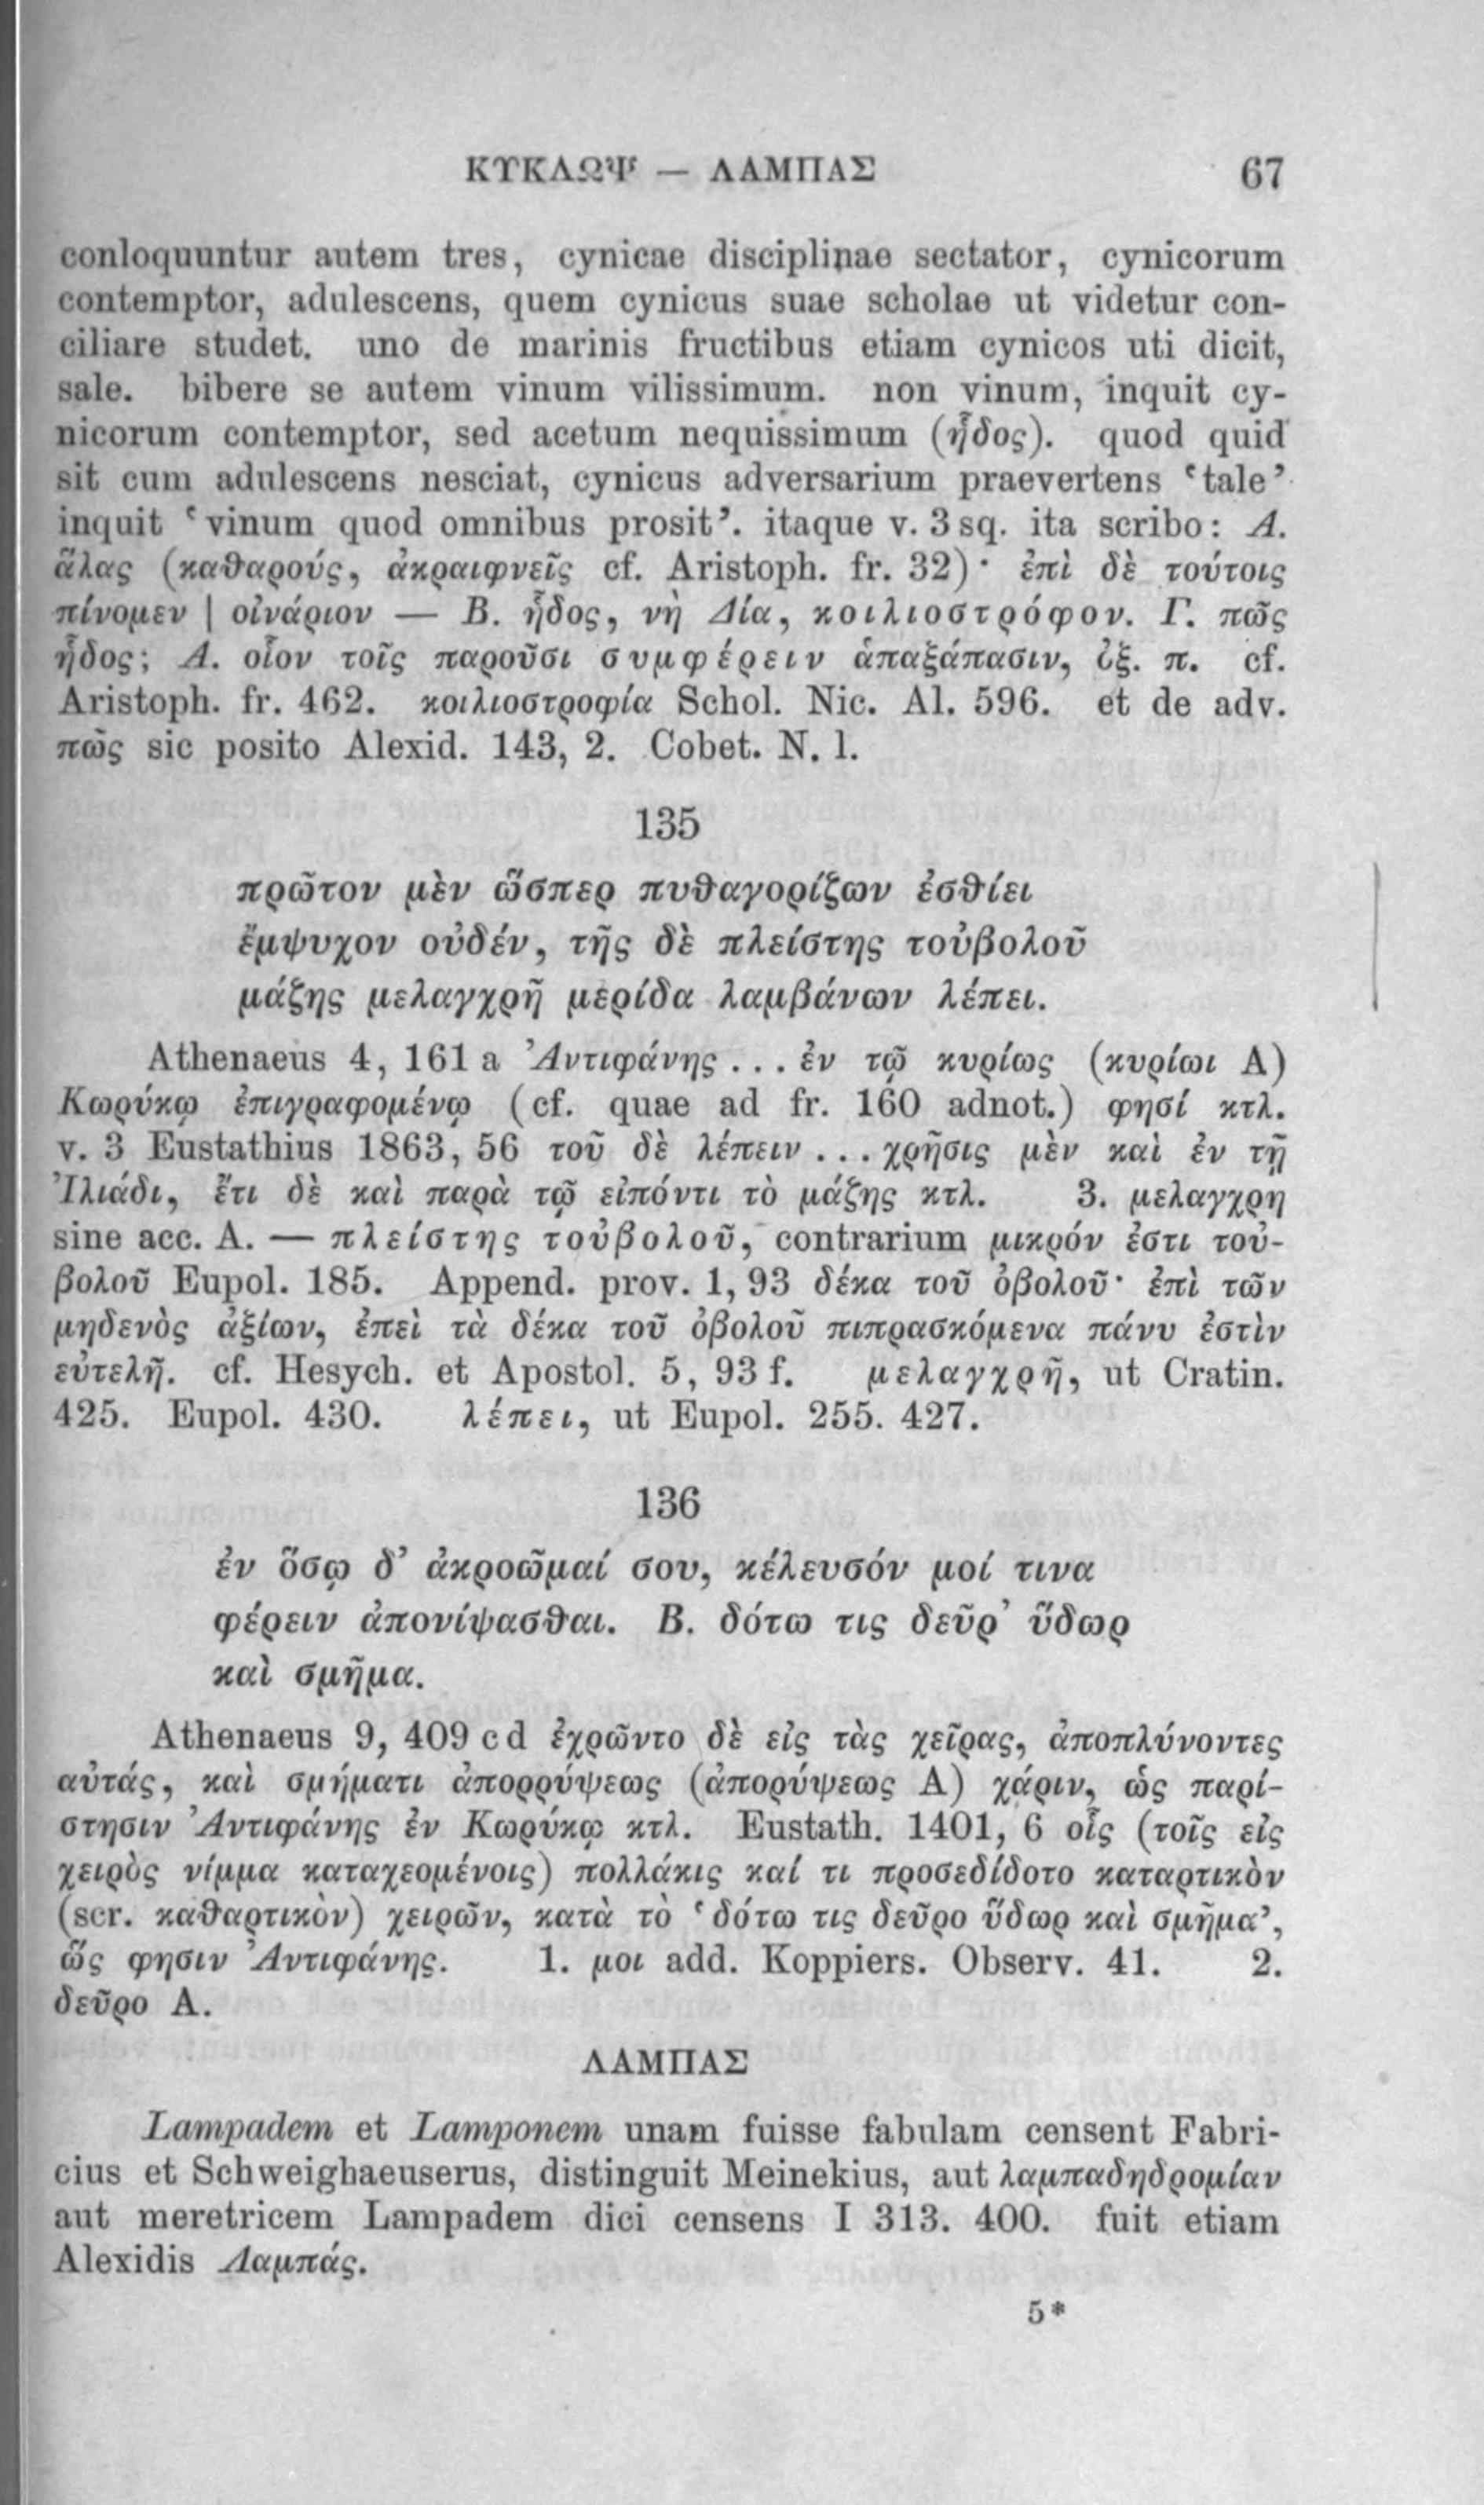 ΚΥΚΛΩΨ — ΛΑΜΠΑΣ 67
conloquuntur autem tres, cynicae disciplinae sectator, cynicorum
contemptor, adulescens, quem cynicus suae scholae ut videtur con-
ciliare studet. uno de marinis fructibus etiam cynicos uti dicit,
sale. bibere se autem vinum vilissimum. non vinum, inquit cy-
nicorum contemptor, sed acetum nequissimum (ἦδος). quod quid
sit cum adulescens nesciat, cynicus adversarium praevertens ‘tale’
inquit ‘vinum quod omnibus prosit’. itaque v. 3 sq. ita scribo: Α.
ἅλας (καθαρούς, ἀκραιφνεῖς cf. Aristoph. fr. 32)· ἐπὶ δὲ τούτοις
πίνομεν | οἰνάριον — Β. ἦδος, νὴ Δία, κοιλιοστρόφον. Γ. πῶς
ἦδος; Α. οἷον τοῖς παροῦσι συμφέρειν ἁπαξάπασιν, ὀξ. π. cf.
Aristoph. fr. 462. κοιλιοστροφία Schol. Nic. Al. 596. et de adv.
πῶς sic posito Alexid. 143, 2. Cobet. N. l.
135
πρῶτον μὲν ὥσπερ πυθαγορίζων ἐσθίει
ἔμψυχον οὐδέν, τῆς δὲ πλείστης τοὐβολοῦ
μάζης μελαγχρῆ μερίδα λαμβάνων λέπει.
Athenaeus 4, 161 a Ἀντιφάνης ... ἐν τῷ κυρίως (κυρίωι A)
Κωρύκῳ ἐπιγραφομένῳ (cf. quae ad fr. 160 adnot.) φησί κτλ.
v. 3 Eustathius 1863, 56 τοῦ δὲ λέπειν ... χρῆσις μὲν καὶ ἐν τῇ
Ἰλιάδι, ἔτι δὲ καὶ παρὰ τῷ εἰπόντι τὸ μάζης κτλ. 3. μελαγχρη
sine acc. A. — πλείστης τοὐβολοῦ, contrarium μικρόν ἐστι τοὐ-
βολοῦ Eupol. 185. Append. prov. 1, 93 δέκα τοῦ ὀβολοῦ· ἐπὶ τῶν
μηδενὸς ἀξίων, ἐπεὶ τὰ δέκα τοῦ ὀβολοῦ πιπρασκόμενα πάνυ ἐστὶν
εὐτελῆ. cf. Hesych. et Apostol. 5, 93 f. μελαγχρῆ, ut Cratin.
425. Eupol. 430. λέπει, ut Eupol. 255. 427.
136
ἐν ὅσῳ δ’ ἀκροῶμαί σου, κέλευσόν μοί τινα
φέρειν ἀπονίψασθαι. Β. δότω τις δεῦρ’ ὕδωρ
καὶ σμῆμα.
Athenaeus 9, 409 c d ἐχρῶντο δὲ εἰς τὰς χεῖρας, ἀποπλύνοντες
αὐτάς, καὶ σμήματι ἀπορρύψεως (ἀπορύψεως A) χάριν, ὡς παρί-
στησιν Ἀντιφάνης ἐν Κωρύκῳ κτλ. Eustath. 1401, 6 οἷς (τοῖς εἰς
χειρὸς νίμμα καταχεομένοις) πολλάκις καί τι προσεδίδοτο καταρτικὸν
(scr. καθαρτικὸν) χειρῶν, κατὰ τὸ ‘δότω τις δεῦρο ὕδωρ καὶ σμῆμα’,
ὥς φησιν Ἀντιφάνης. 1. μοι add. Koppiers. Observ. 41. 2.
δεῦρο A.
ΛΑΜΠΑΣ
Lampadem et Lamponem unam fuisse fabulam censent Fabri-
cius et Schweighaeuserus, distinguit Meinekius, aut λαμπαδηδρομίαν
aut meretricem Lampadem dici censens I 313. 400. fuit etiam
Alexidis Λαμπάς.
5*